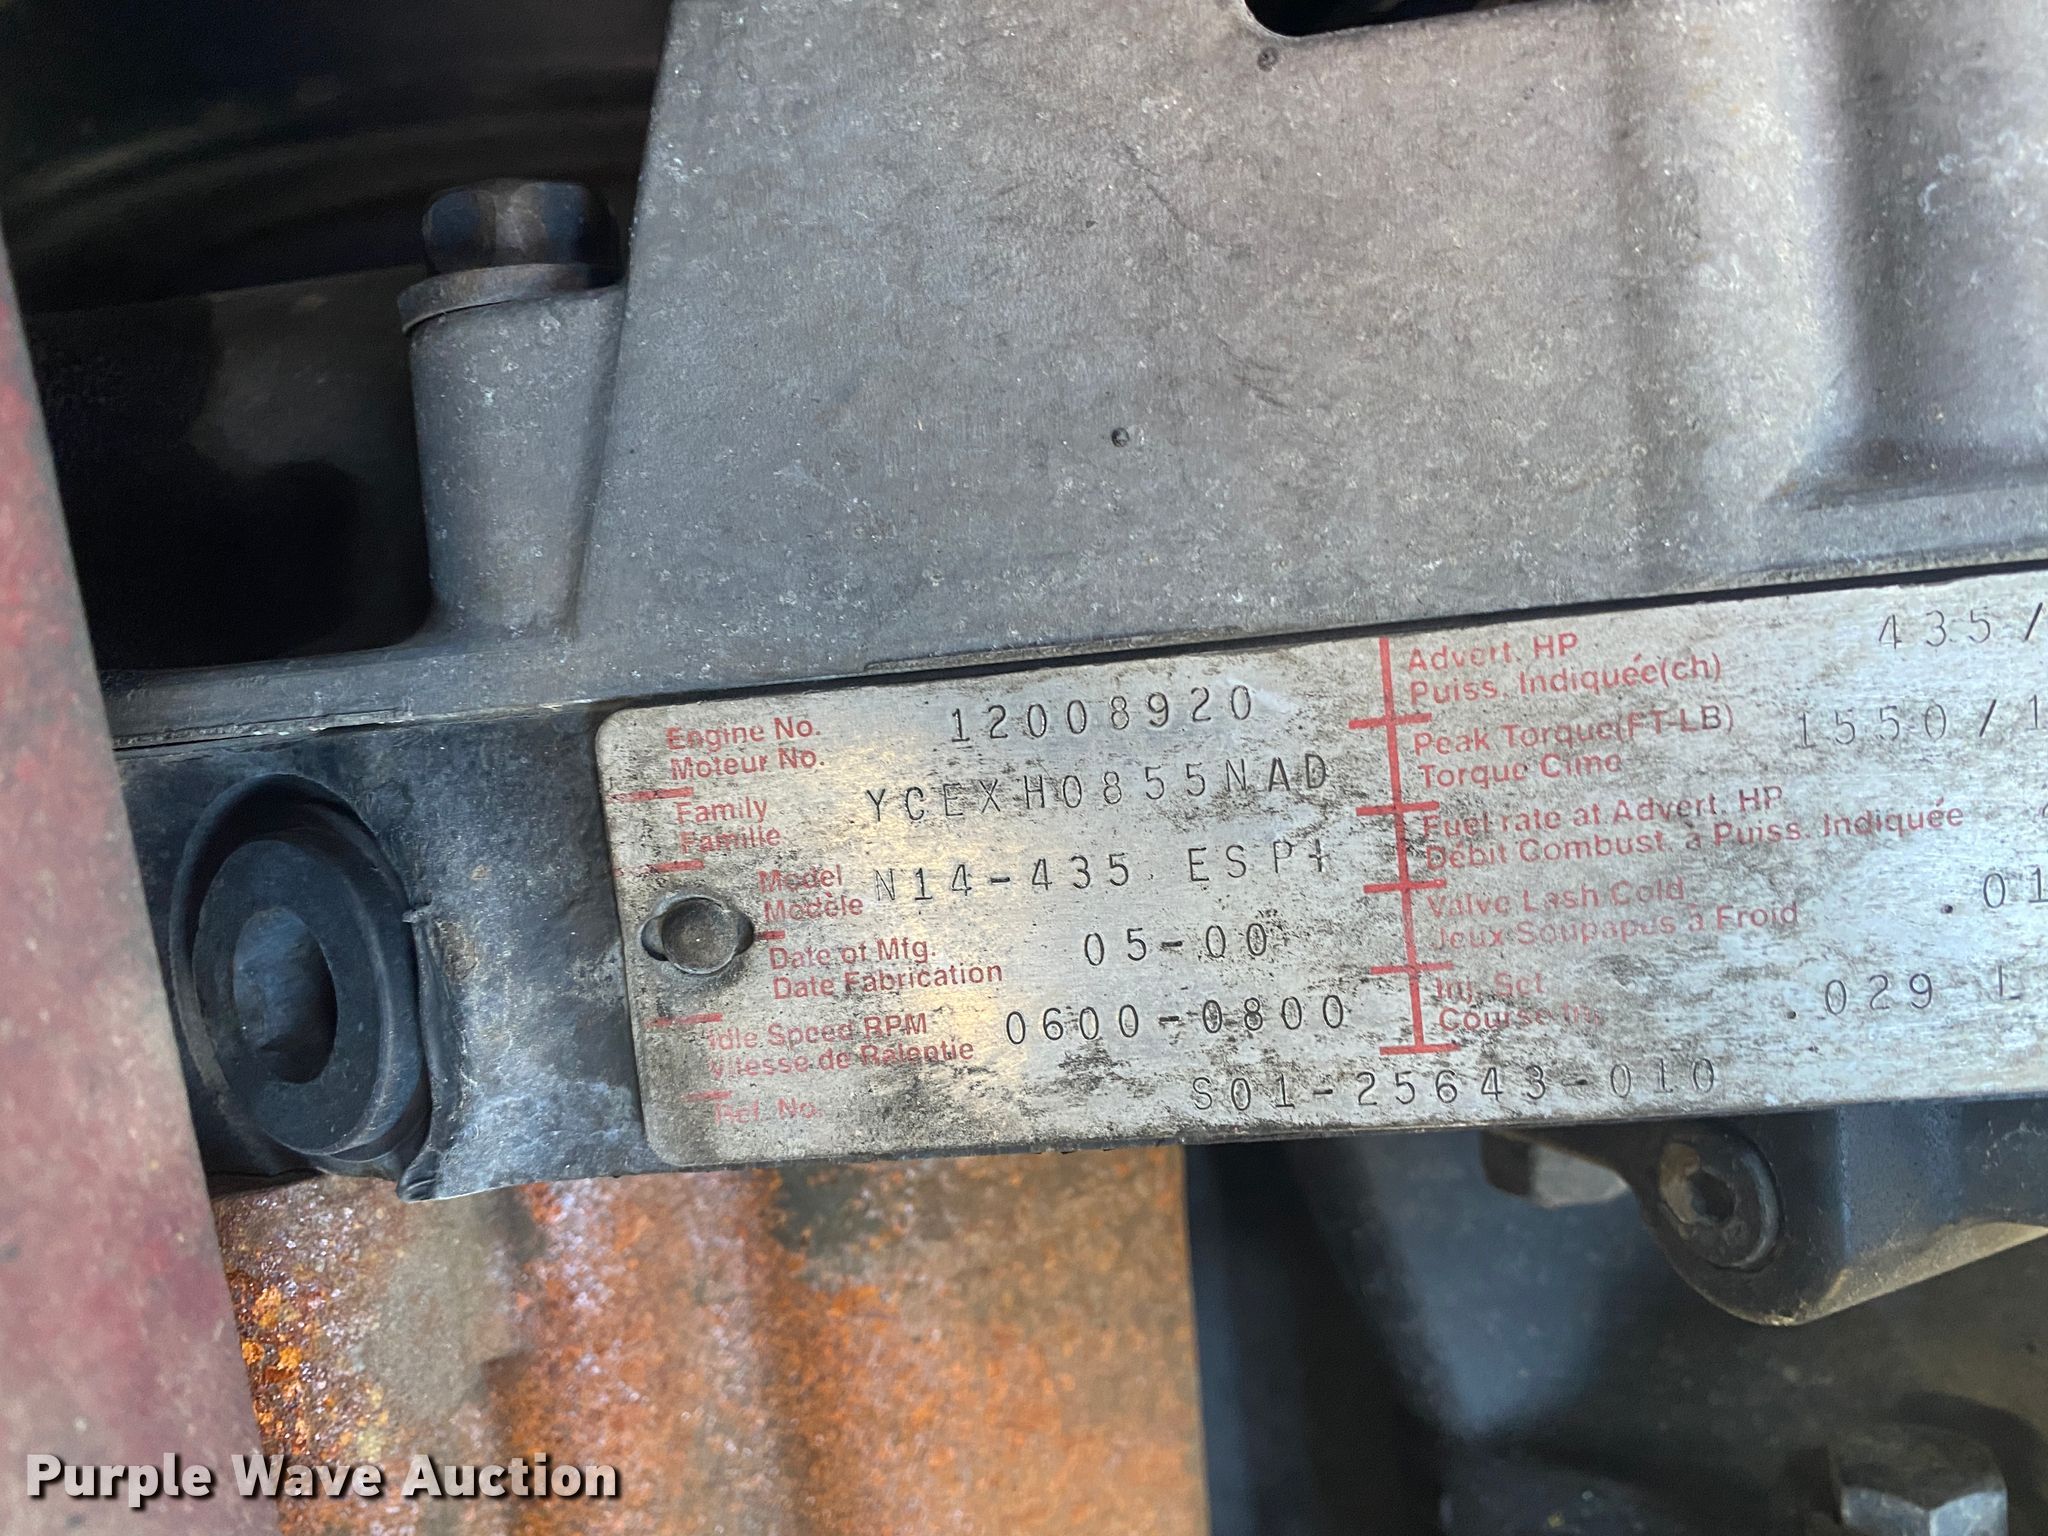 Engine No.
Moteur No.
12008920
Family
Famille
YCEXH0855NAD
Model
Modèle
N14-435 ESP+
Date of Mfg.
Date Fabrication
05-00
Idle Speed RPM
Vitesse de Ralentie
0600-0800
Ref. No.
S01-25643-010
Advert. HP
Puiss. Indiquée(ch)
435/
Peak Torque(FT-LB)
Torque Cime
1550/1
Fuel rate at Advert. HP
Débit Combust. à Puiss. Indiquée
Valve Lash Cold
Jeux Soupapus à Froid
.01
Inj. Set
Course Inj.
.029 L
Purple Wave Auction